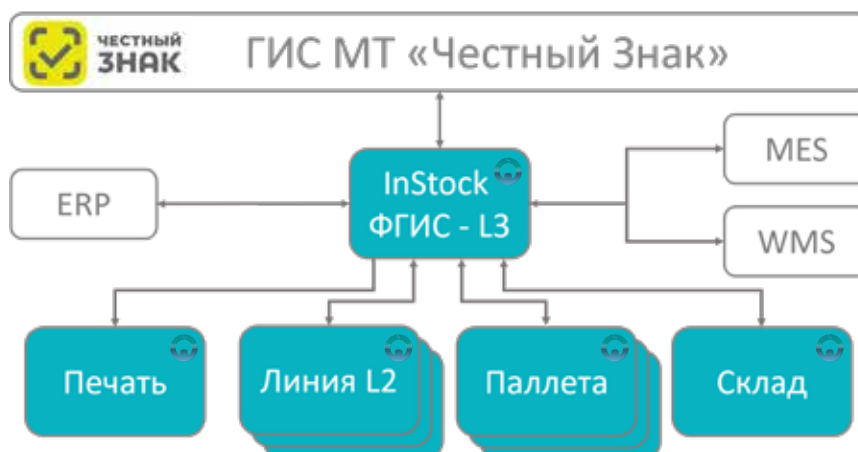 ЧЕСТНЫЙ
ЗНАК
ГИС МТ «Честный Знак»
ERP
InStock
ФГИС - L3
MES
WMS
Печать
Линия L2
Паллета
Склад